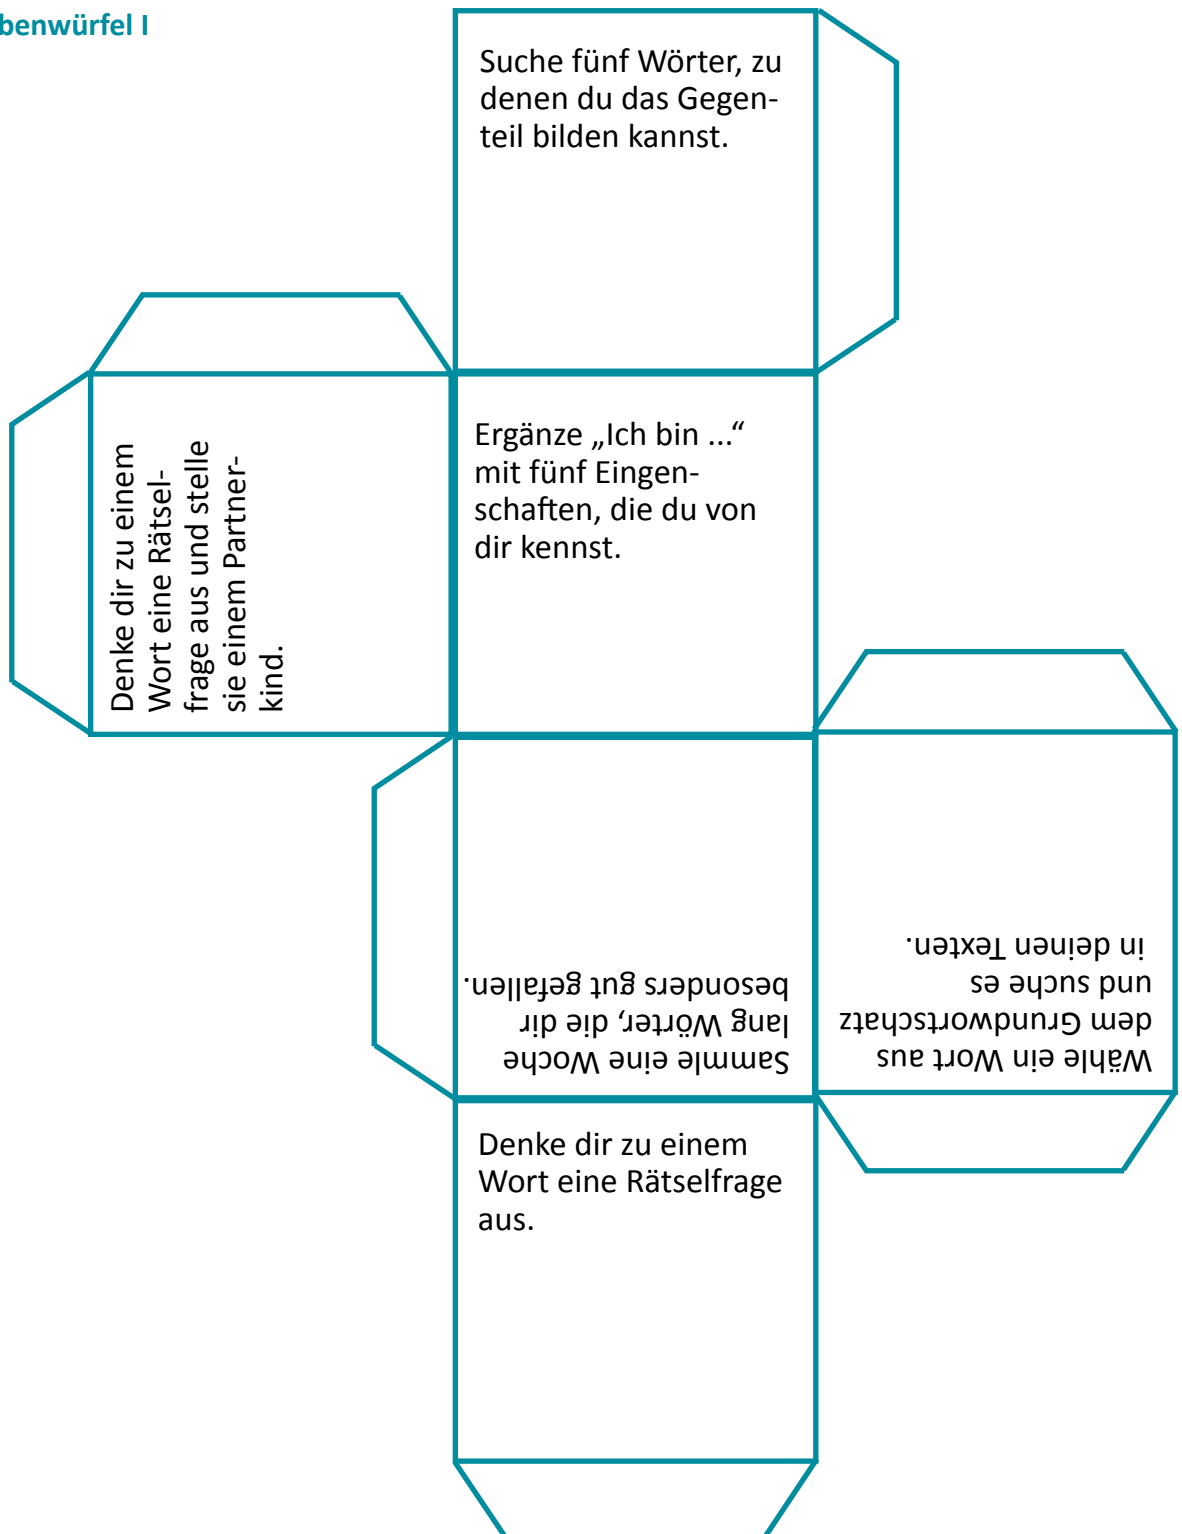 benwürfel I
Suche fünf Wörter, zu
denen du das Gegen-
teil bilden kannst.
Denke dir zu einem
Wort eine Rätsel-
frage aus und stelle
sie einem Partner-
kind.
Ergänze „Ich bin ...“
mit fünf Eingen-
schaften, die du von
dir kennst.
Sammle eine Woche
lang Wörter, die dir
besonders gut gefallen.
Wähle ein Wort aus
dem Grundwortschatz
und suche es
in deinen Texten.
Denke dir zu einem
Wort eine Rätselfrage
aus.